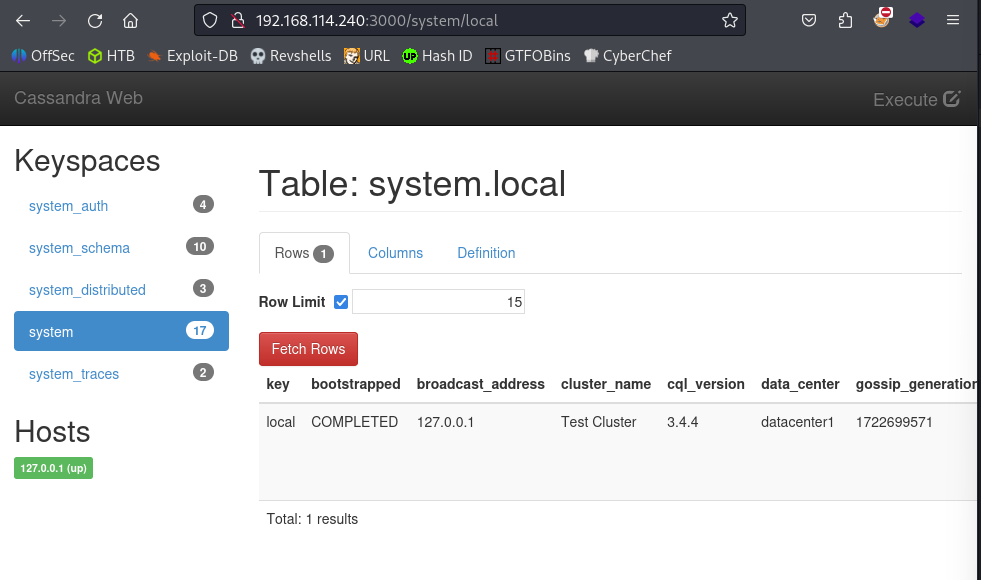 192.168.114.240:3000/system/local
OffSec HTB Exploit-DB Revshells URL Hash ID GTFOBins CyberChef
Cassandra Web Execute
Keyspaces
system_auth 4
system_schema 10
system_distributed 3
system 17
system_traces 2
Hosts
127.0.0.1 (up)
Table: system.local
Rows 1 Columns Definition
Row Limit 15
Fetch Rows
key bootstrapped broadcast_address cluster_name cql_version data_center gossip_generation
local COMPLETED 127.0.0.1 Test Cluster 3.4.4 datacenter1 1722699571
Total: 1 results